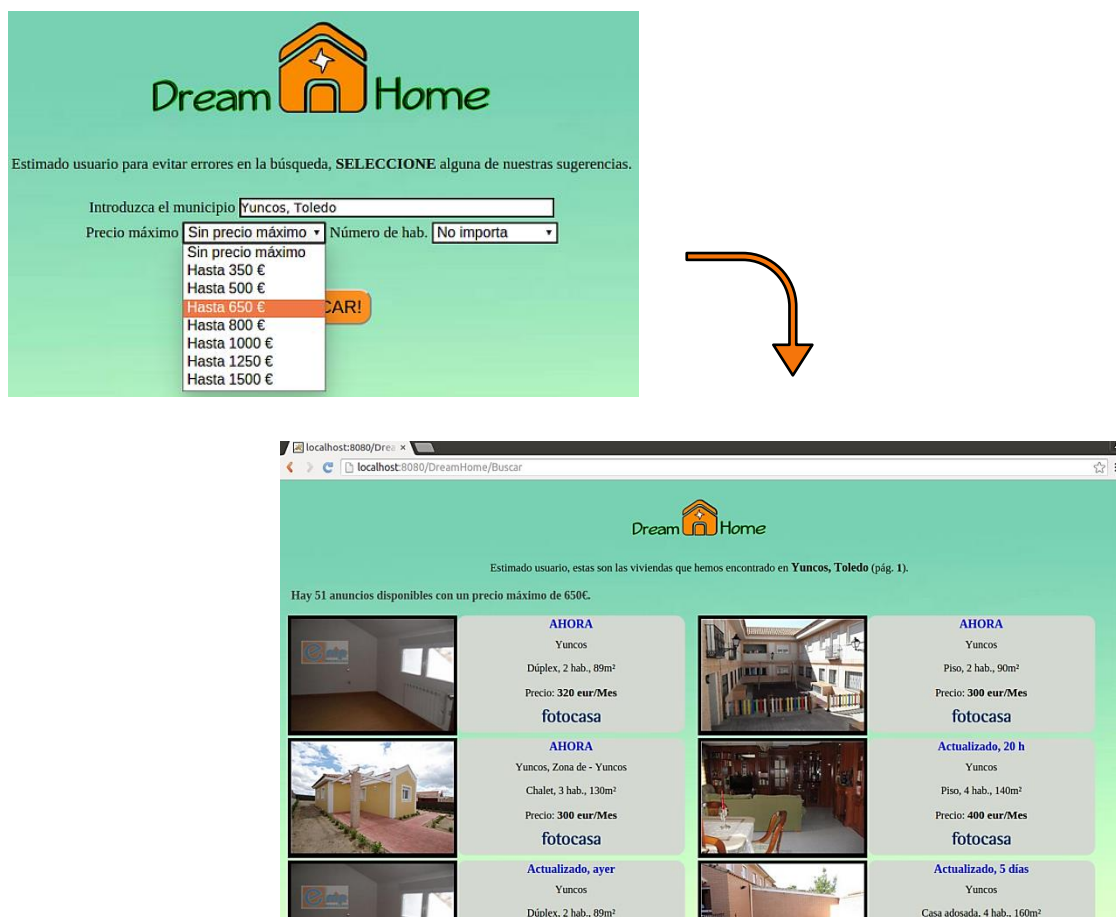 Dream Home
Estimado usuario para evitar errores en la búsqueda, SELECCIONE alguna de nuestras sugerencias.
Introduzca el municipio Yuncos, Toledo
Precio máximo Sin precio máximo Número de hab. No importa
Sin precio máximo
Hasta 350 €
Hasta 500 €
Hasta 650 €
CAR!
Hasta 800 €
Hasta 1000 €
Hasta 1250 €
Hasta 1500 €
localhost:8080/Drea ×
localhost:8080/DreamHome/Buscar
Dream Home
Estimado usuario, estas son las viviendas que hemos encontrado en Yuncos, Toledo (pág. 1).
Hay 51 anuncios disponibles con un precio máximo de 650€.
AHORA
Yuncos
Dúplex, 2 hab., 89m²
Precio: 320 eur/Mes
fotocasa
AHORA
Yuncos
Piso, 2 hab., 90m²
Precio: 300 eur/Mes
fotocasa
AHORA
Yuncos, Zona de - Yuncos
Chalet, 3 hab., 130m²
Precio: 300 eur/Mes
fotocasa
Actualizado, 20 h
Yuncos
Piso, 4 hab., 140m²
Precio: 400 eur/Mes
fotocasa
Actualizado, ayer
Yuncos
Dúplex, 2 hab., 89m²
Actualizado, 5 días
Yuncos
Casa adosada, 4 hab., 160m²